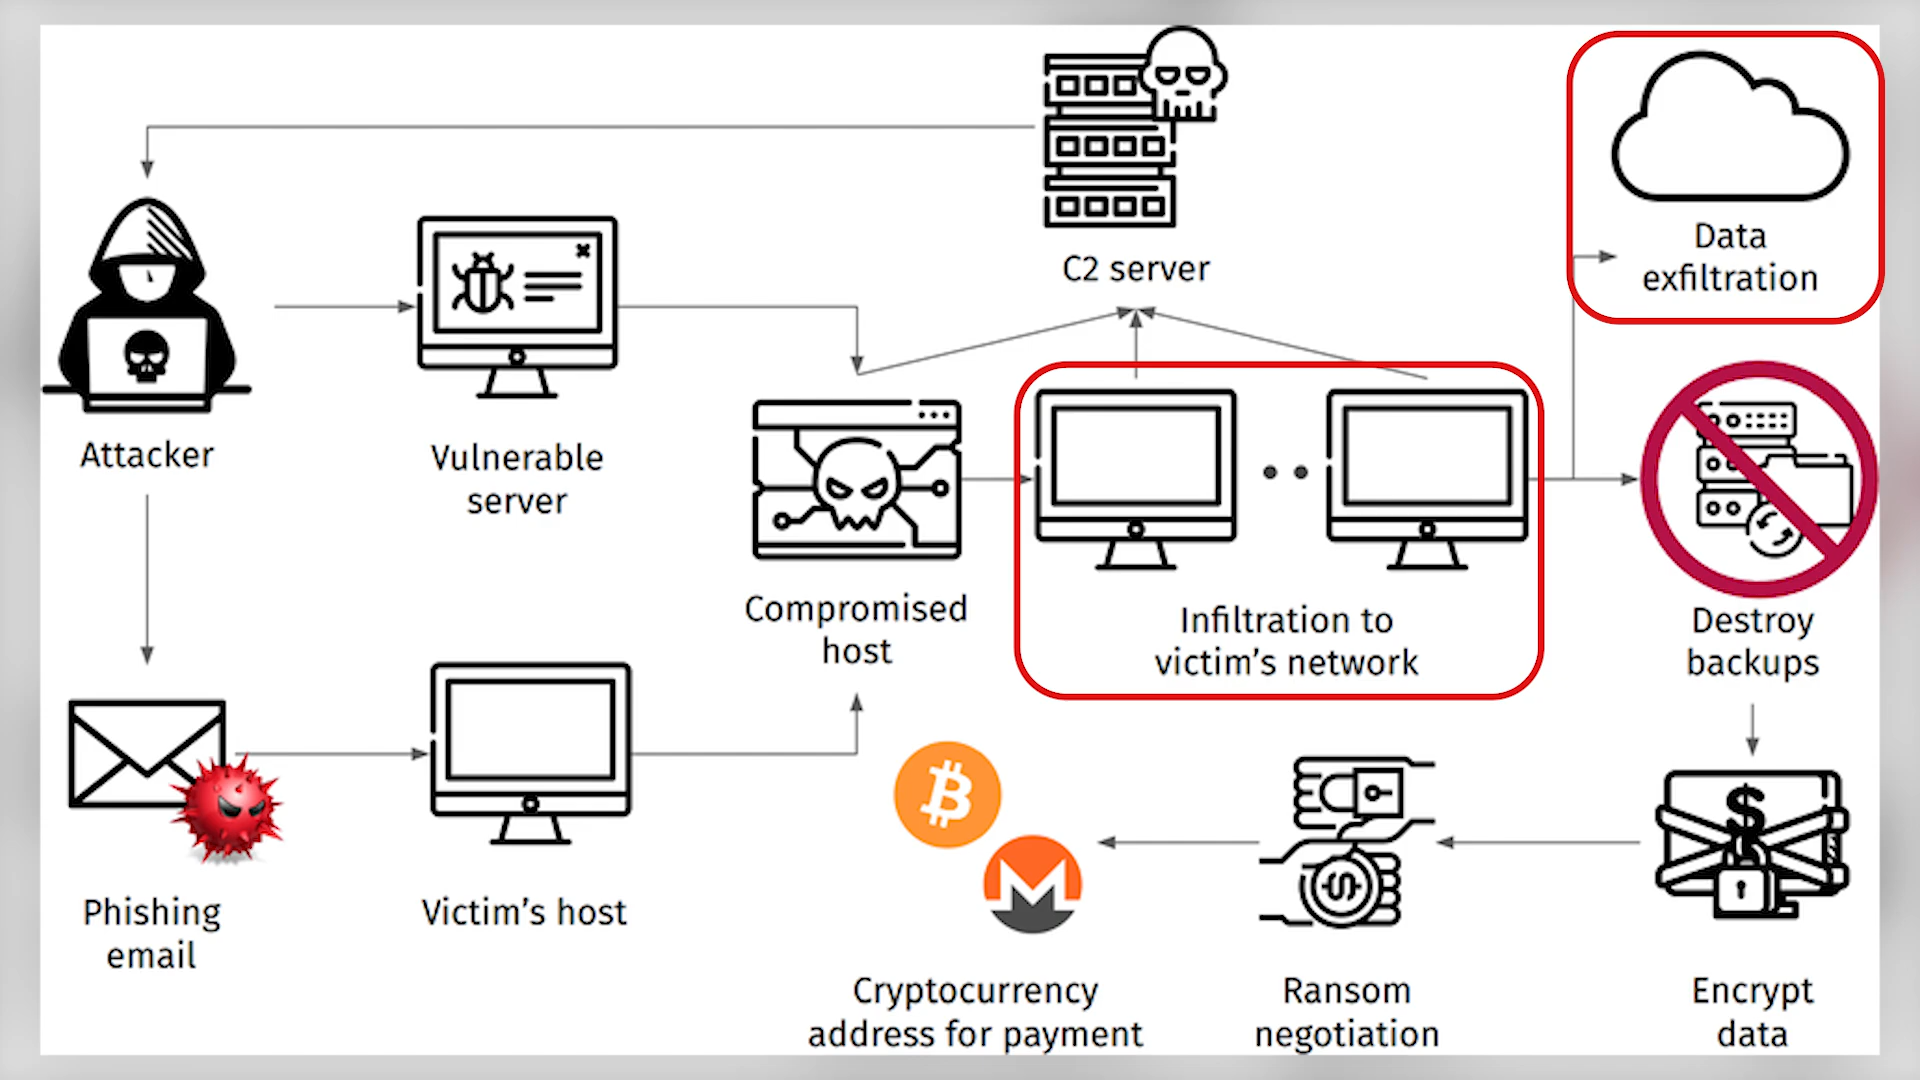 C2 server
Data
exfiltration
Attacker
Vulnerable
server
Compromised
host
Infiltration to
victim's network
Destroy
backups
Phishing
email
Victim's host
Cryptocurrency
address for payment
Ransom
negotiation
Encrypt
data